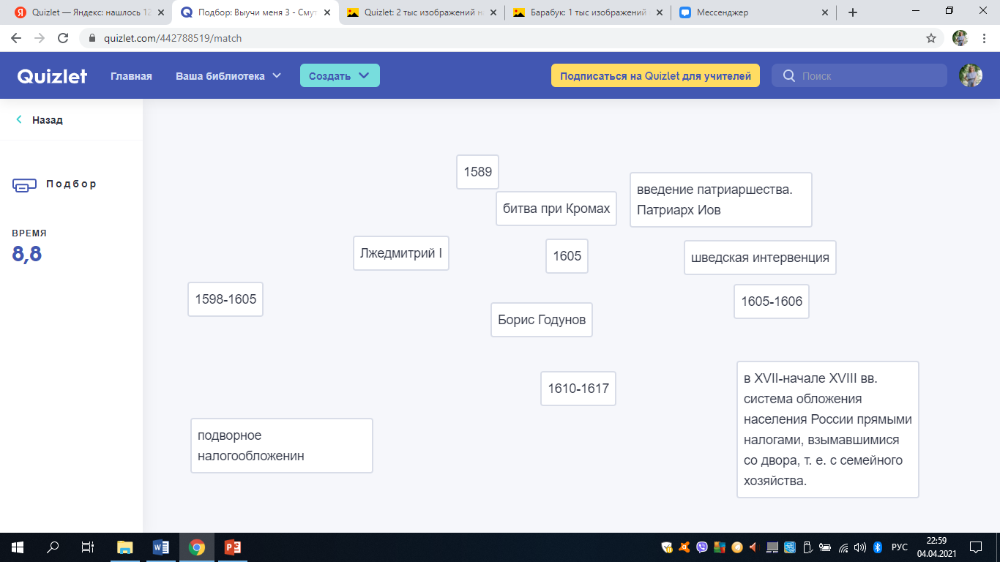 Quizlet — Яндекс: нашлось 12
Подбор: Выучи меня 3 - Смут
Quizlet: 2 тыс изображений н
Барабук: 1 тыс изображений
Мессенджер
quizlet.com/442788519/match
Quizlet
Главная
Ваша библиотека
Создать
Подписаться на Quizlet для учителей
Поиск
Назад
Подбор
ВРЕМЯ
8,8
1589
битва при Кромах
введение патриаршества.
Патриарх Иов
Лжедмитрий I
1605
шведская интервенция
1598-1605
1605-1606
Борис Годунов
1610-1617
в XVII-начале XVIII вв.
система обложения
населения России прямыми
налогами, взымавшимися
со двора, т. е. с семейного
хозяйства.
подворное
налогообложенин
РУС
22:59
04.04.2021